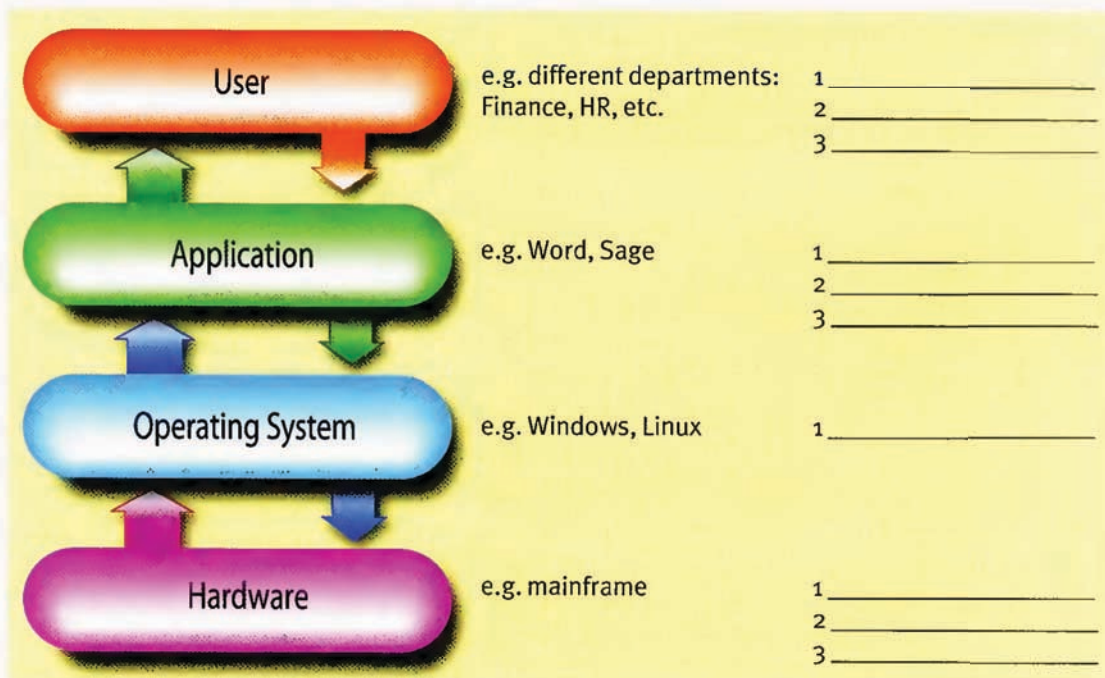 User
e.g. different departments:
Finance, HR, etc.
1
2
3
Application
e.g. Word, Sage
1
2
3
Operating System
e.g. Windows, Linux
1
Hardware
e.g. mainframe
1
2
3